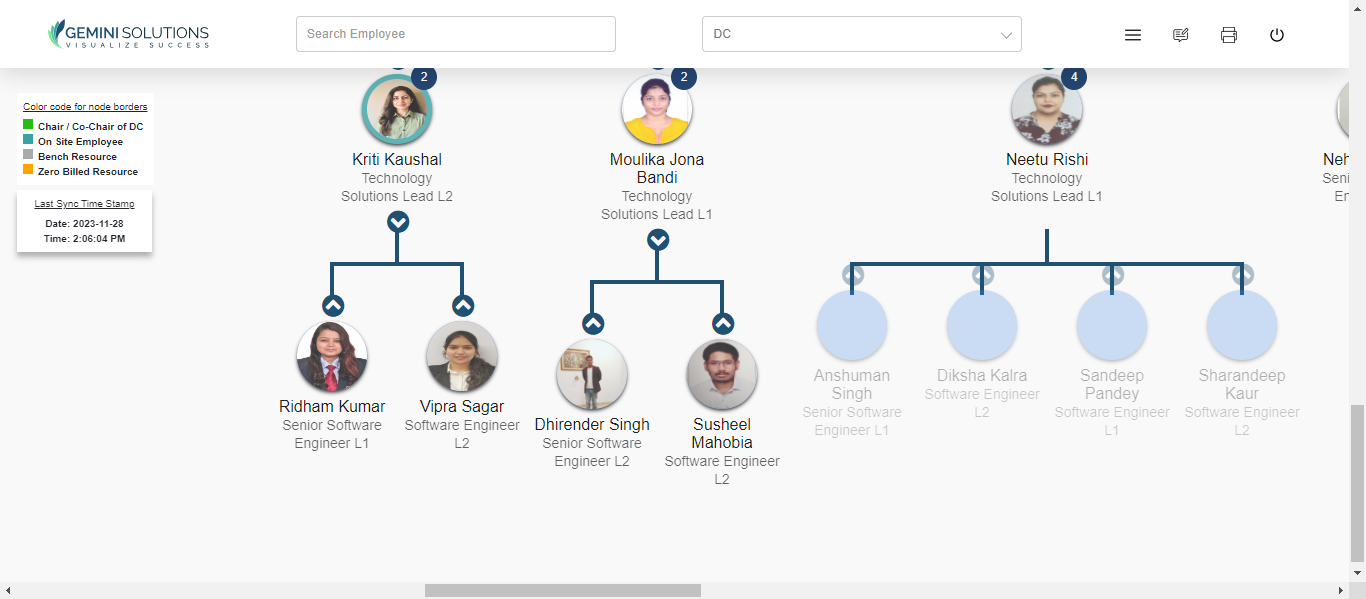 GEMINI SOLUTIONS
VISUALIZE SUCCESS
Search Employee
DC
Color code for node borders
Chair / Co-Chair of DC
On Site Employee
Bench Resource
Zero Billed Resource
Last Sync Time Stamp
Date: 2023-11-28
Time: 2:06:04 PM
2
Kriti Kaushal
Technology
Solutions Lead L2
2
Moulika Jona
Bandi
Technology
Solutions Lead L1
4
Neetu Rishi
Technology
Solutions Lead L1
Neh
Seni
Er
Ridham Kumar
Senior Software
Engineer L1
Vipra Sagar
Software Engineer
L2
Dhirender Singh
Senior Software
Engineer L2
Susheel
Mahobia
Software Engineer
L2
Anshuman
Singh
Senior Software
Engineer L1
Diksha Kalra
Software Engineer
L2
Sandeep
Pandey
Software Engineer
L1
Sharandeep
Kaur
Software Engineer
L2